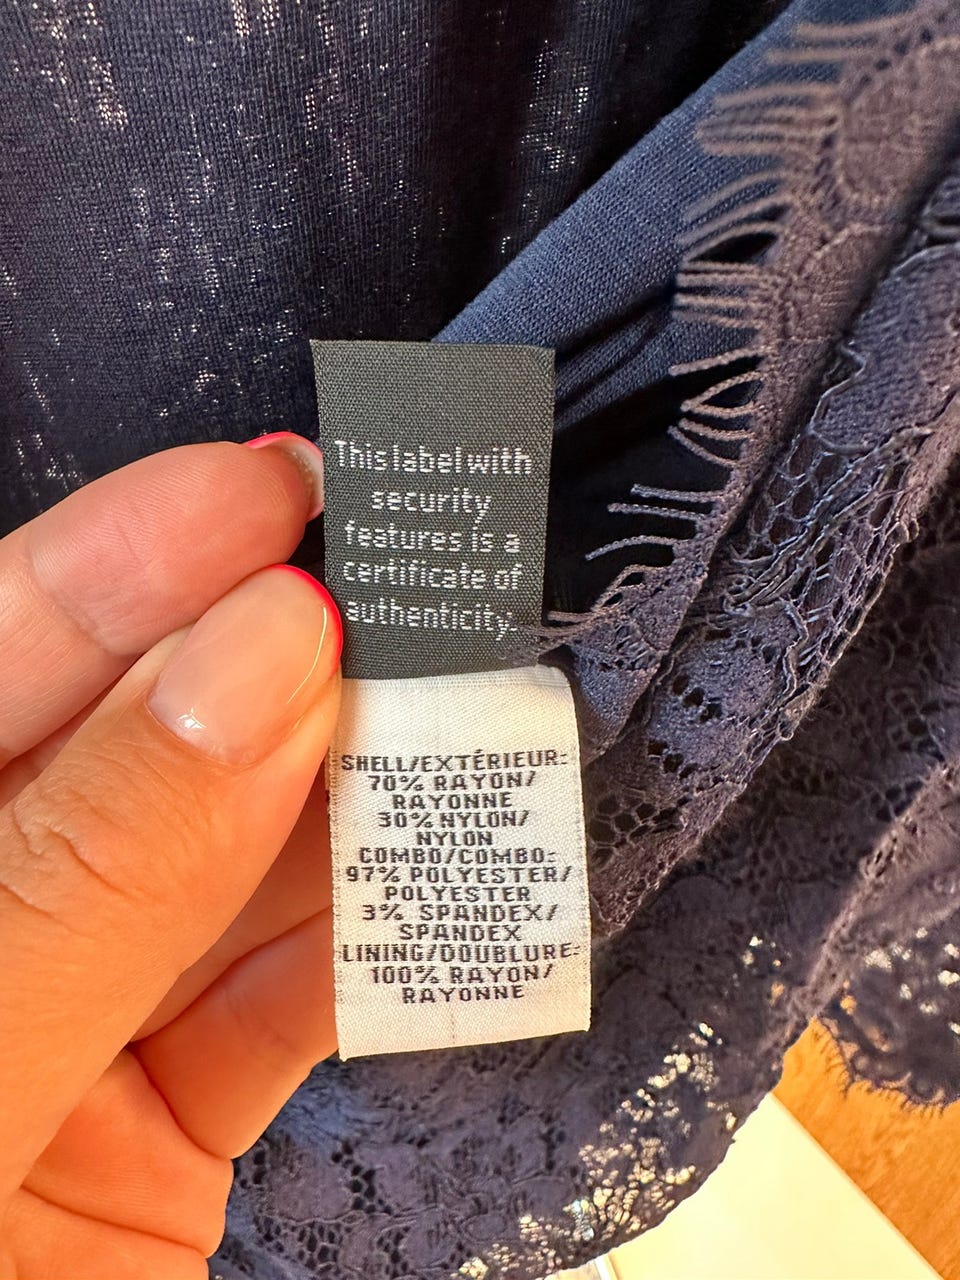 This label with
security
features is a
certificate of
authenticity.
SHELL/EXTÉRIEUR:
70% RAYON/
RAYONNE
30% NYLON/
NYLON
COMBO/COMBO:
97% POLYESTER/
POLYESTER
3% SPANDEX/
SPANDEX
LINING/DOUBLURE:
100% RAYON/
RAYONNE